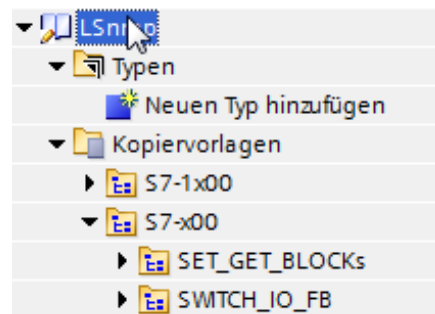 Typen
Neuen Typ hinzufügen
Kopiervorlagen
S7-1x00
S7-x00
SET_GET_BLOCKs
SWITCH_IO_FB